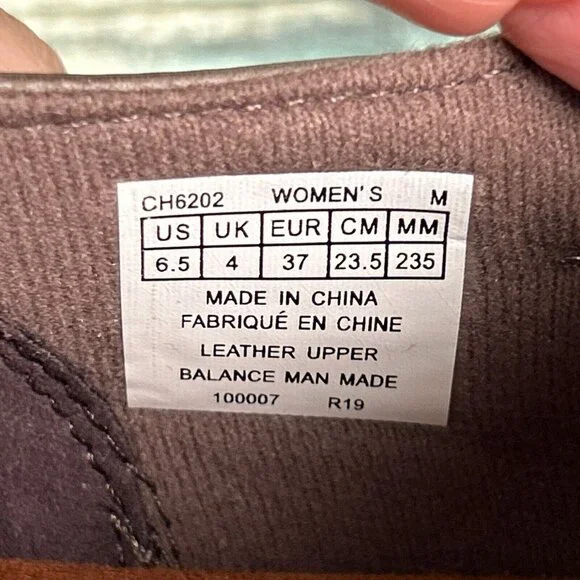 CH6202 WOMEN'S M
US UK EUR CM MM
6.5 4 37 23.5 235
MADE IN CHINA
FABRIQUÉ EN CHINE
LEATHER UPPER
BALANCE MAN MADE
100007 R19